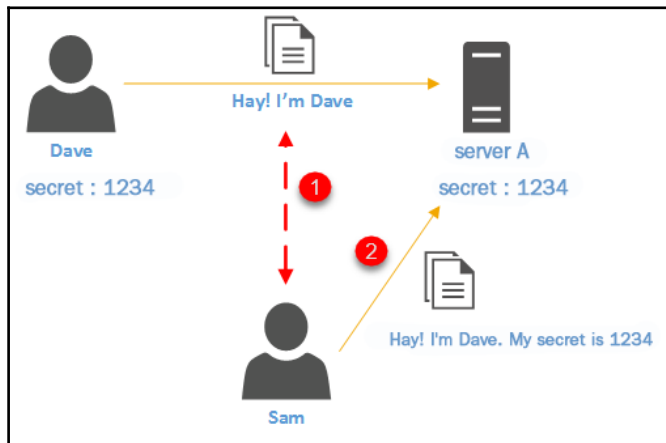 Hay! I'm Dave
Dave
server A
secret : 1234
secret : 1234
1
2
Hay! I'm Dave. My secret is 1234
Sam